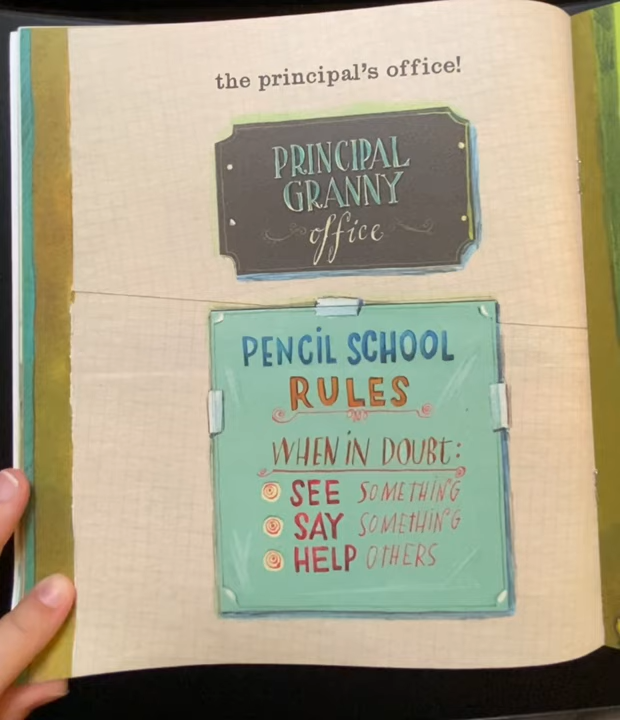 the principal's office!
PRINCIPAL
GRANNY
office
PENCiL SCHOOL
RULES
WHEN iN DOUBT:
SEE SOMETHiNG
SAY SOMETHiNG
HELP OTHERS